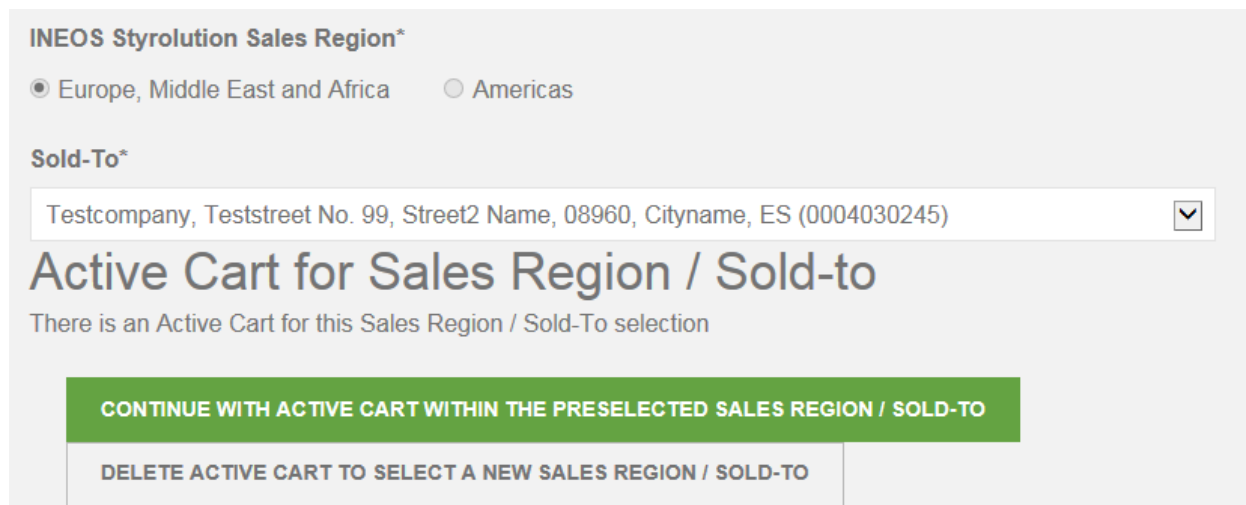 INEOS Styrolution Sales Region*
Europe, Middle East and Africa Americas
Sold-To*
Testcompany, Teststreet No. 99, Street2 Name, 08960, Cityname, ES (0004030245)
Active Cart for Sales Region / Sold-to
There is an Active Cart for this Sales Region / Sold-To selection
CONTINUE WITH ACTIVE CART WITHIN THE PRESELECTED SALES REGION / SOLD-TO
DELETE ACTIVE CART TO SELECT A NEW SALES REGION / SOLD-TO